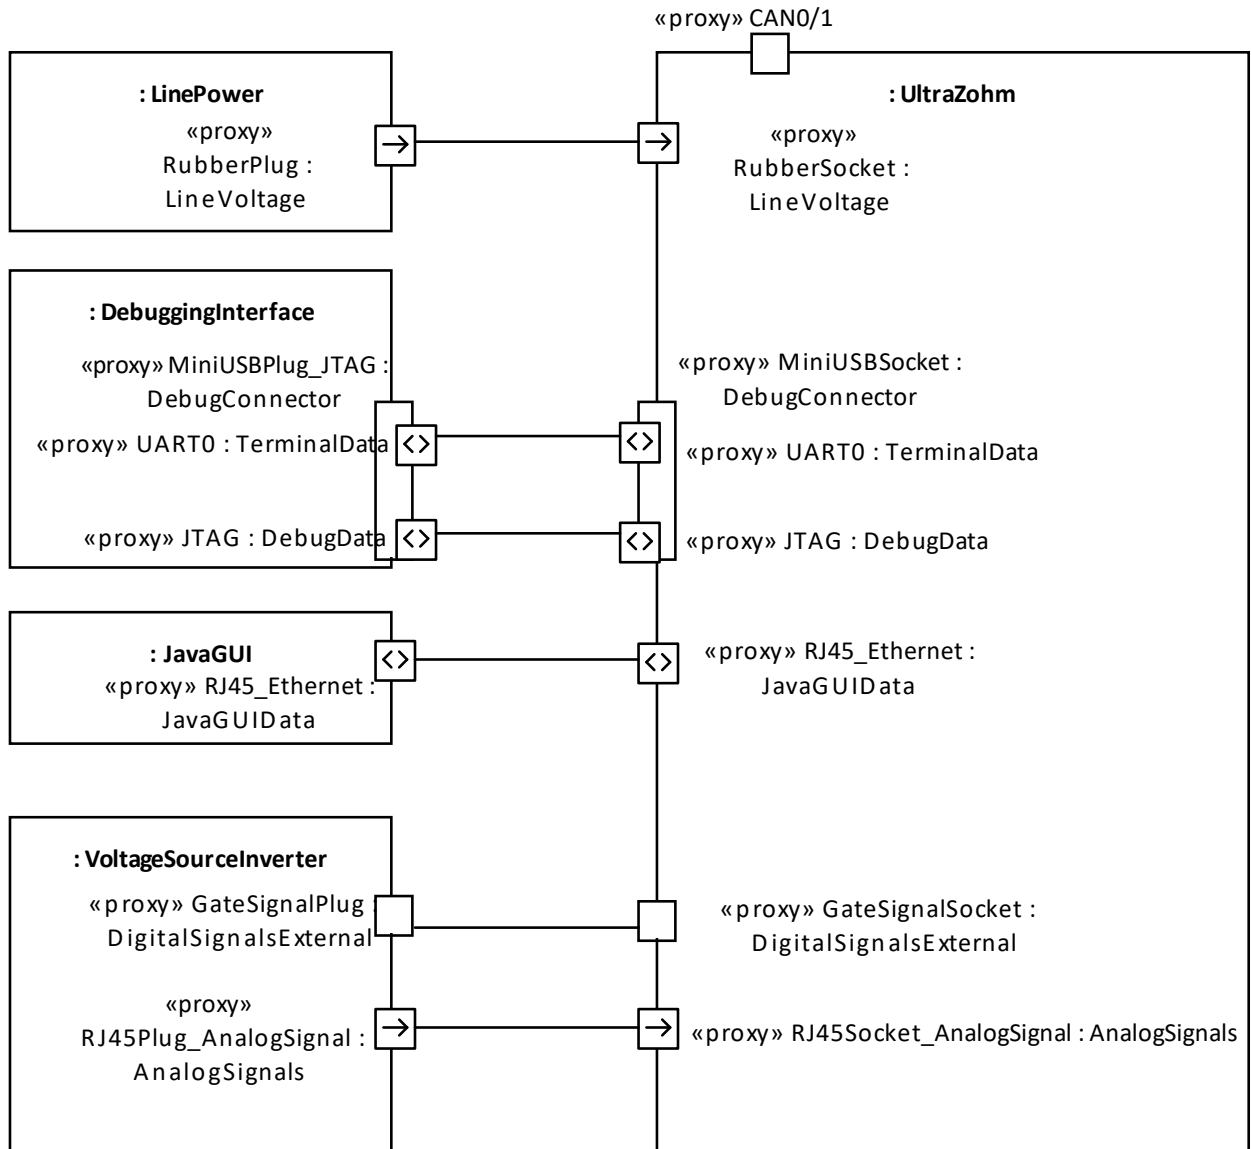 «proxy» CAN0/1
: LinePower
«proxy»
RubberPlug :
LineVoltage
: UltraZohm
«proxy»
RubberSocket :
LineVoltage
: DebuggingInterface
«proxy» MiniUSBPlug_JTAG :
DebugConnector
«proxy» UART0 : TerminalData
«proxy» JTAG : DebugData
«proxy» MiniUSBSocket :
DebugConnector
«proxy» UART0 : TerminalData
«proxy» JTAG : DebugData
: JavaGUI
«proxy» RJ45_Ethernet :
JavaGUIData
«proxy» RJ45_Ethernet :
JavaGUIData
: VoltageSourceInverter
«proxy» GateSignalPlug :
DigitalSignalsExternal
«proxy» GateSignalSocket :
DigitalSignalsExternal
«proxy»
RJ45Plug_AnalogSignal :
AnalogSignals
«proxy» RJ45Socket_AnalogSignal : AnalogSignals